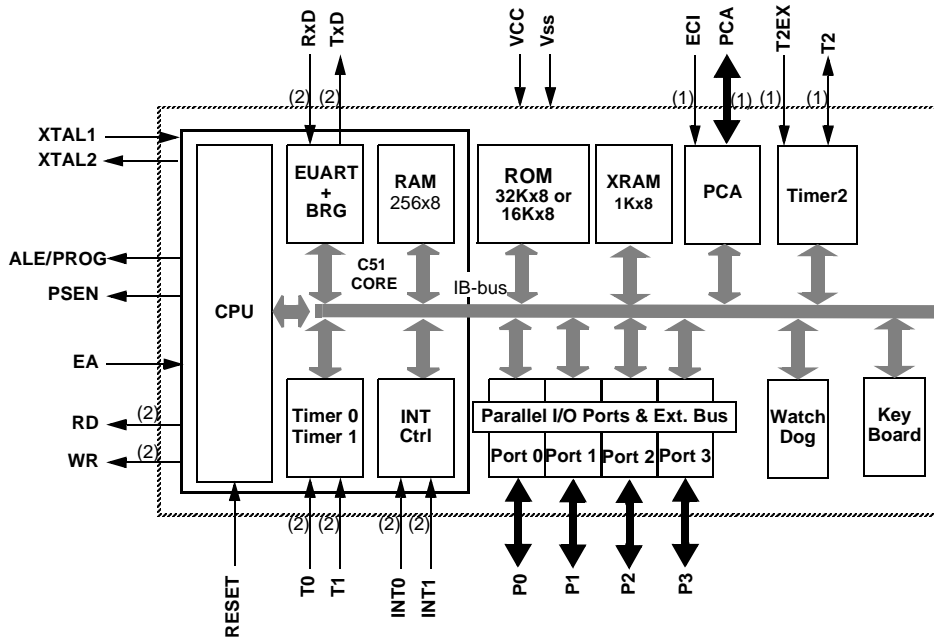 RxD
TxD
VCC
Vss
ECI
PCA
T2EX
T2
(2) (2)
(1) (1) (1) (1)
XTAL1
XTAL2
EUART
+
BRG
RAM
256x8
ROM
32Kx8 or
16Kx8
XRAM
1Kx8
PCA
Timer2
ALE/PROG
C51
CORE
IB-bus
PSEN
CPU
EA
Timer 0
Timer 1
INT
Ctrl
Parallel I/O Ports & Ext. Bus
Port 0 Port 1 Port 2 Port 3
Watch
Dog
Key
Board
RD
(2)
WR
(2)
(2) (2) (2) (2)
RESET
T0
T1
INT0
INT1
P0
P1
P2
P3